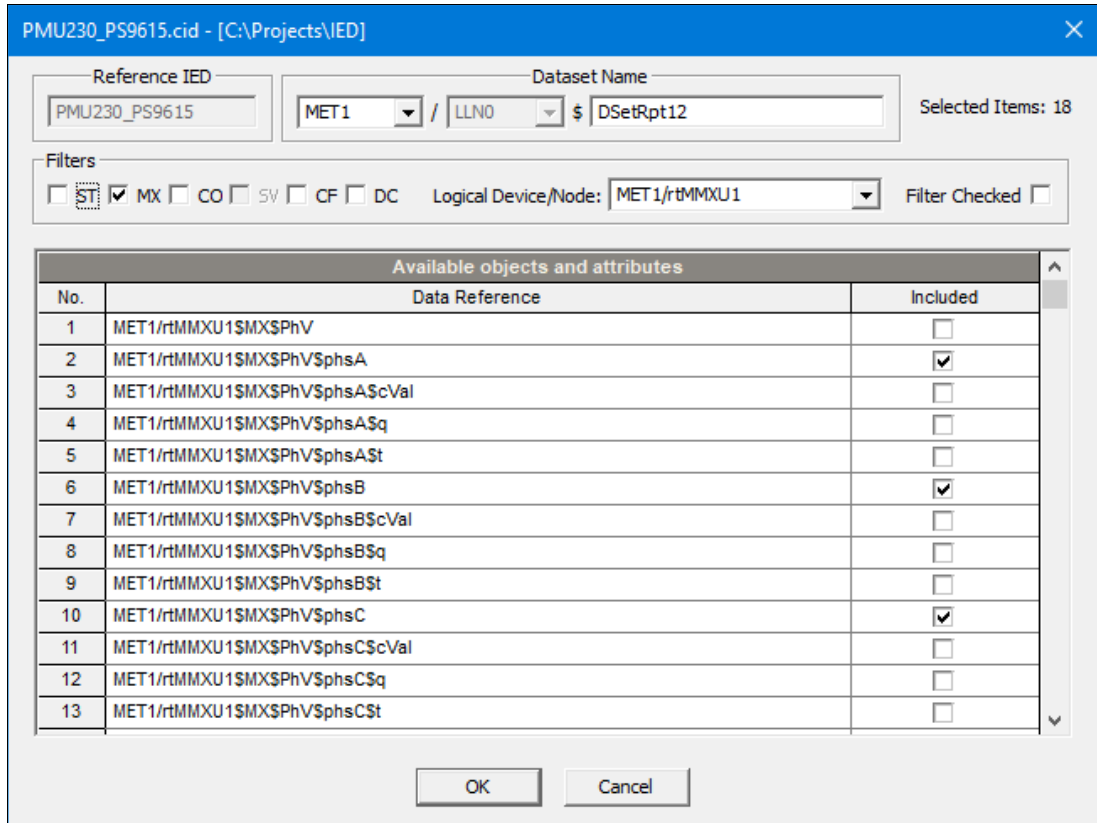 PMU230_PS9615.cid - [C:\Projects\IED]
Reference IED
Dataset Name
PMU230_PS9615
MET1 / LLN0 $ DSetRpt12
Selected Items: 18
Filters
ST MX CO SV CF DC Logical Device/Node: MET1/rtMMXU1 Filter Checked
Available objects and attributes
No. Data Reference Included
1 MET1/rtMMXU1$MX$PhV
2 MET1/rtMMXU1$MX$PhV$phsA
3 MET1/rtMMXU1$MX$PhV$phsA$cVal
4 MET1/rtMMXU1$MX$PhV$phsA$q
5 MET1/rtMMXU1$MX$PhV$phsA$t
6 MET1/rtMMXU1$MX$PhV$phsB
7 MET1/rtMMXU1$MX$PhV$phsB$cVal
8 MET1/rtMMXU1$MX$PhV$phsB$q
9 MET1/rtMMXU1$MX$PhV$phsB$t
10 MET1/rtMMXU1$MX$PhV$phsC
11 MET1/rtMMXU1$MX$PhV$phsC$cVal
12 MET1/rtMMXU1$MX$PhV$phsC$q
13 MET1/rtMMXU1$MX$PhV$phsC$t
OK Cancel